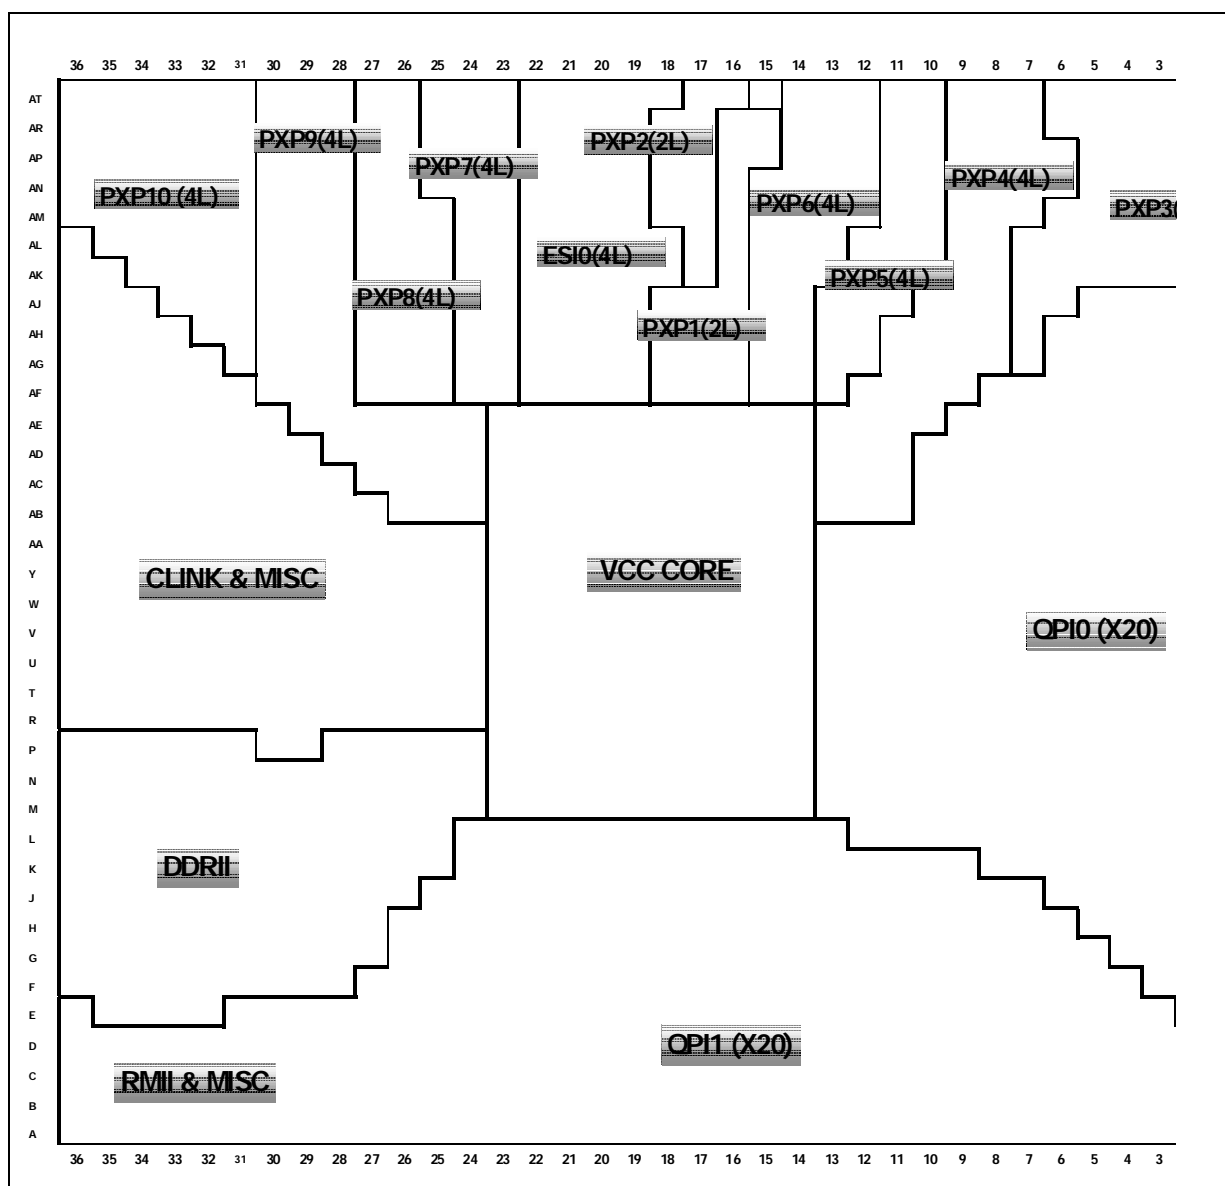 36 35 34 33 32 31 30 29 28 27 26 25 24 23 22 21 20 19 18 17 16 15 14 13 12 11 10 9 8 7 6 5 4 3
AT
AR
PXP9(4L) PXP2(2L)
AP
PXP7(4L) PXP4(4L)
AN
PXP10 (4L) PXP6(4L) PXP3(
AM
AL
ESI0(4L)
AK
PXP5(4L)
PXP8(4L)
AJ
PXP1(2L)
AH
AG
AF
AE
AD
AC
AB
AA
Y
CLINK & MISC VCC CORE
W
V
QPI0 (X20)
U
T
R
P
N
M
L
K
DDRII
J
H
G
F
E
D
QPI1 (X20)
C
RMII & MISC
B
A
36 35 34 33 32 31 30 29 28 27 26 25 24 23 22 21 20 19 18 17 16 15 14 13 12 11 10 9 8 7 6 5 4 3